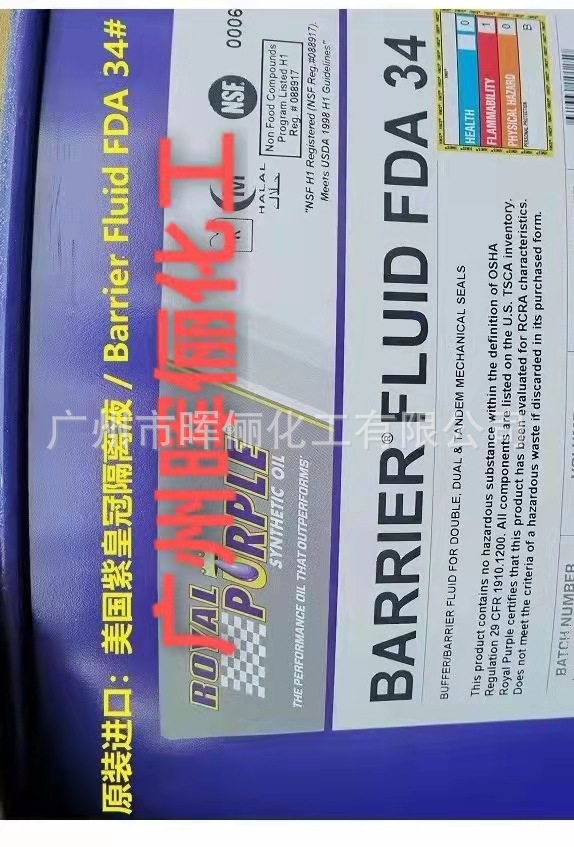 原装进口：美国紫皇冠隔离液 / Barrier Fluid FDA 34#
广州晖俪化工
广州市晖俪化工有限公司
ROYAL
PURPLE
SYNTHETIC OIL
THE PERFORMANCE OIL THAT OUTPERFORMS
HALAL
حلال
NSF
0006
Non Food Compounds
Program Listed H1
Reg. # 088917
"NSF H1 Registered (NSF Reg.#088917).
Meets USDA 1998 H1 Guidelines"
BARRIER® FLUID FDA 34
HEALTH 0
FLAMMABILITY 1
PHYSICAL HAZARD 0
PERSONAL PROTECTION B
BUFFER/BARRIER FLUID FOR DOUBLE, DUAL & TANDEM MECHANICAL SEALS
This product contains no hazardous substance within the definition of OSHA
Regulation 29 CFR 1910.1200. All components are listed on the U.S. TSCA inventory.
Royal Purple certifies that this product has been evaluated for RCRA characteristics.
Does not meet the criteria of a hazardous waste if discarded in its purchased form.
BATCH NUMBER